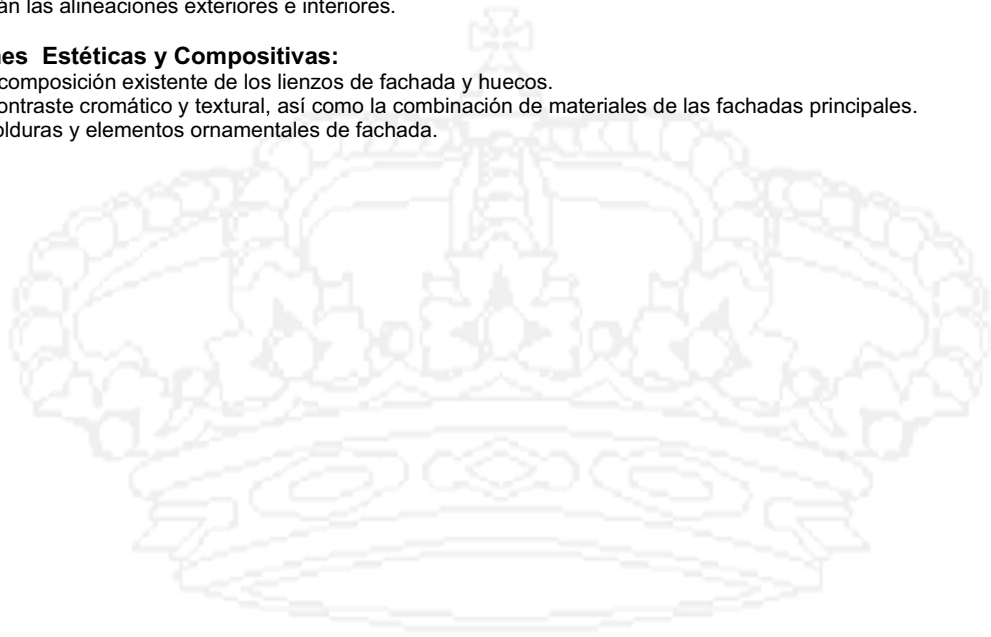 án las alineaciones exteriores e interiores.
nes Estéticas y Compositivas:
composición existente de los lienzos de fachada y huecos.
ontraste cromático y textural, así como la combinación de materiales de las fachadas principales.
olduras y elementos ornamentales de fachada.